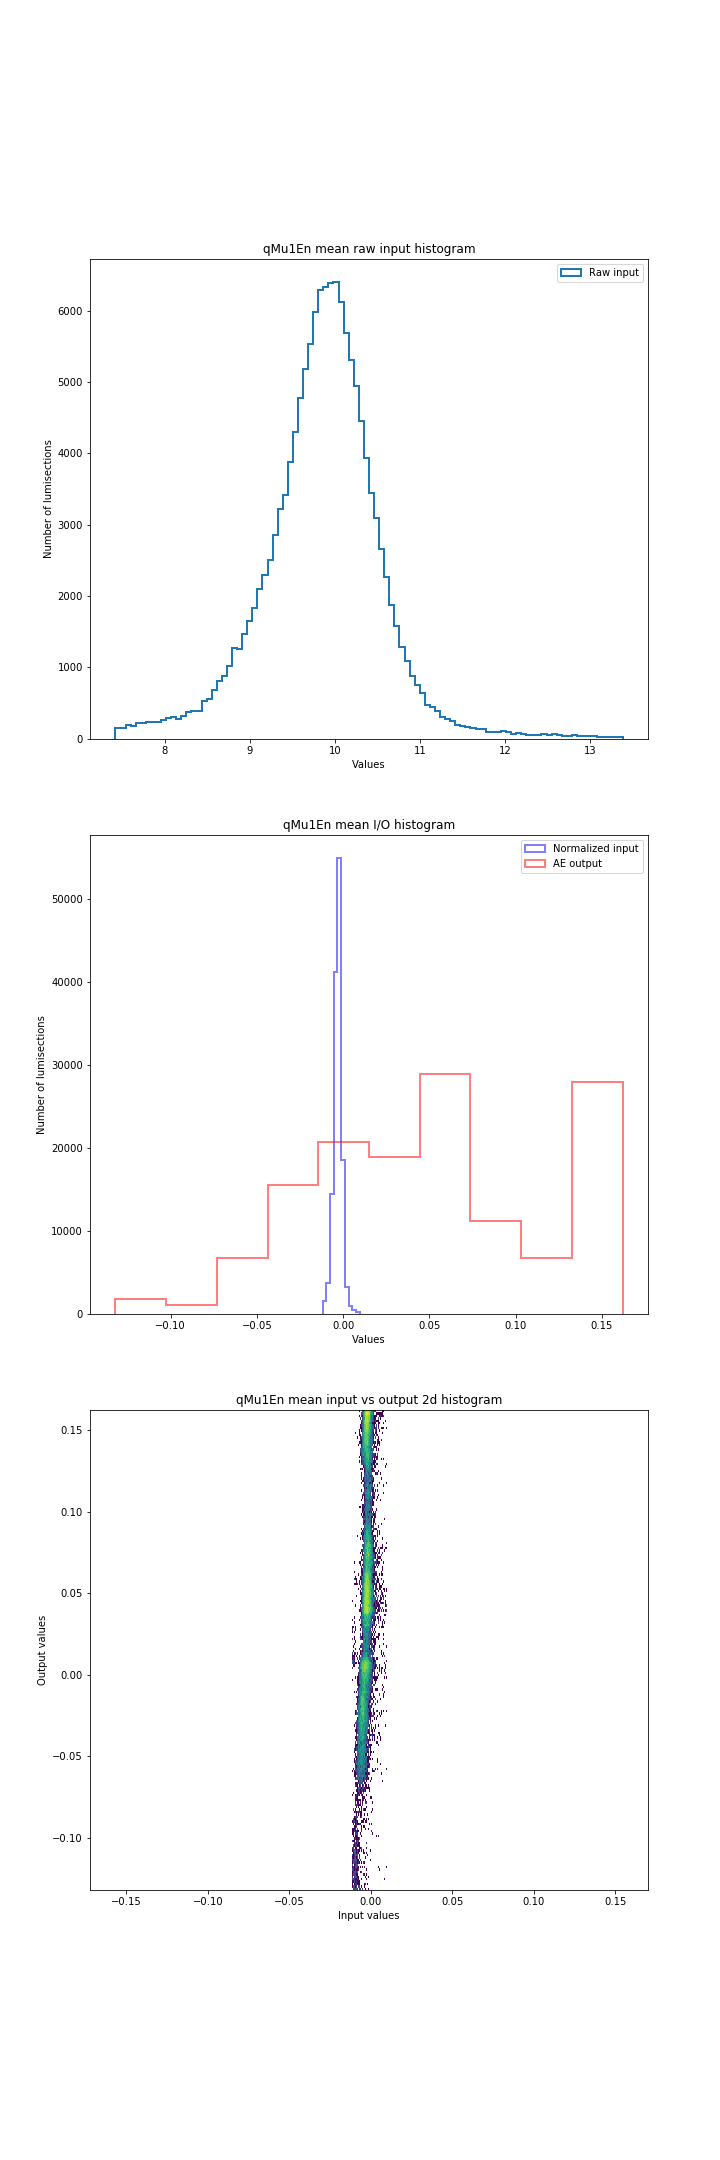 qMu1En mean raw input histogram
Raw input
6000
5000
4000
3000
2000
1000
0
Number of lumisections
8 9 10 11 12 13
Values
qMu1En mean I/O histogram
Normalized input
AE output
50000
40000
30000
20000
10000
0
Number of lumisections
−0.10 −0.05 0.00 0.05 0.10 0.15
Values
qMu1En mean input vs output 2d histogram
0.15
0.10
0.05
0.00
−0.05
−0.10
Output values
−0.15 −0.10 −0.05 0.00 0.05 0.10 0.15
Input values